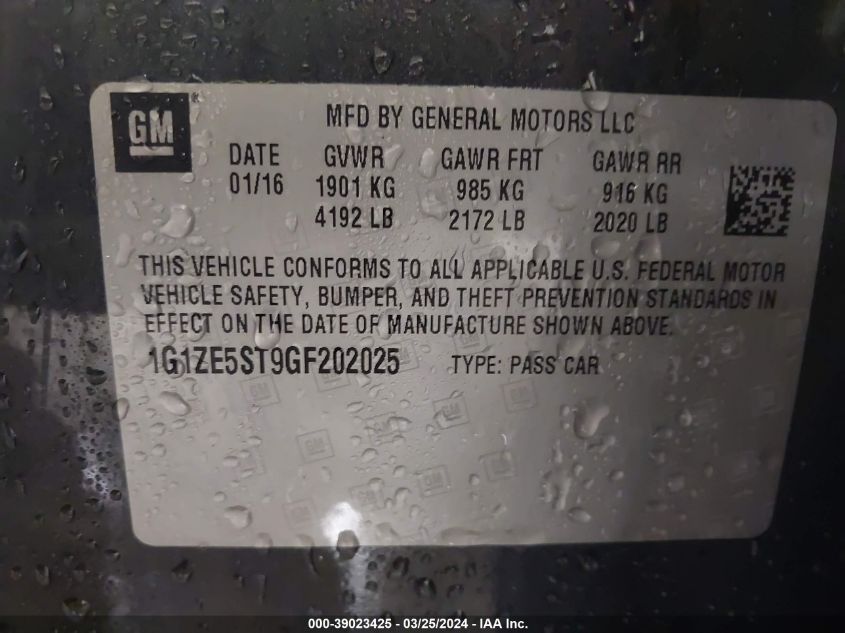 GM ®
MFD BY GENERAL MOTORS LLC
DATE GVWR GAWR FRT GAWR RR
01/16 1901 KG 985 KG 916 KG
4192 LB 2172 LB 2020 LB
THIS VEHICLE CONFORMS TO ALL APPLICABLE U.S. FEDERAL MOTOR
VEHICLE SAFETY, BUMPER, AND THEFT PREVENTION STANDARDS IN
EFFECT ON THE DATE OF MANUFACTURE SHOWN ABOVE.
1G1ZE5ST9GF202025 TYPE: PASS CAR
000-39023425 - 03/25/2024 - IAA Inc.